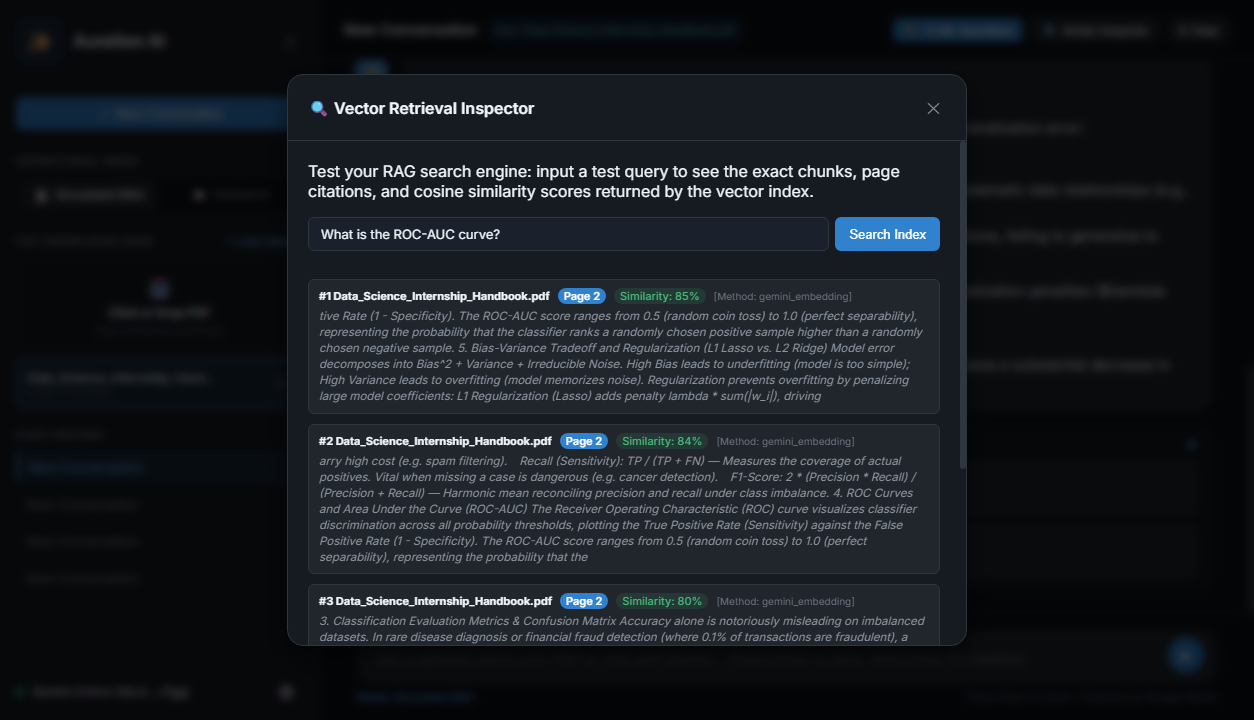 Vector Retrieval Inspector
Test your RAG search engine: input a test query to see the exact chunks, page
citations, and cosine similarity scores returned by the vector index.
What is the ROC-AUC curve?
Search Index
#1 Data_Science_Internship_Handbook.pdf Page 2 Similarity: 85% [Method: gemini_embedding]
tive Rate (1 - Specificity). The ROC-AUC score ranges from 0.5 (random coin toss) to 1.0 (perfect separability),
representing the probability that the classifier ranks a randomly chosen positive sample higher than a randomly
chosen negative sample. 5. Bias-Variance Tradeoff and Regularization (L1 Lasso vs. L2 Ridge) Model error
decomposes into Bias^2 + Variance + Irreducible Noise. High Bias leads to underfitting (model is too simple);
High Variance leads to overfitting (model memorizes noise). Regularization prevents overfitting by penalizing
large model coefficients: L1 Regularization (Lasso) adds penalty lambda * sum(|w_i|), driving
#2 Data_Science_Internship_Handbook.pdf Page 2 Similarity: 84% [Method: gemini_embedding]
arry high cost (e.g. spam filtering). Recall (Sensitivity): TP / (TP + FN) — Measures the coverage of actual
positives. Vital when missing a case is dangerous (e.g. cancer detection). F1-Score: 2 * (Precision * Recall) /
(Precision + Recall) — Harmonic mean reconciling precision and recall under class imbalance. 4. ROC Curves
and Area Under the Curve (ROC-AUC) The Receiver Operating Characteristic (ROC) curve visualizes classifier
discrimination across all probability thresholds, plotting the True Positive Rate (Sensitivity) against the False
Positive Rate (1 - Specificity). The ROC-AUC score ranges from 0.5 (random coin toss) to 1.0 (perfect
separability), representing the probability that the
#3 Data_Science_Internship_Handbook.pdf Page 2 Similarity: 80% [Method: gemini_embedding]
3. Classification Evaluation Metrics & Confusion Matrix Accuracy alone is notoriously misleading on imbalanced
datasets. In rare disease diagnosis or financial fraud detection (where 0.1% of transactions are fraudulent), a